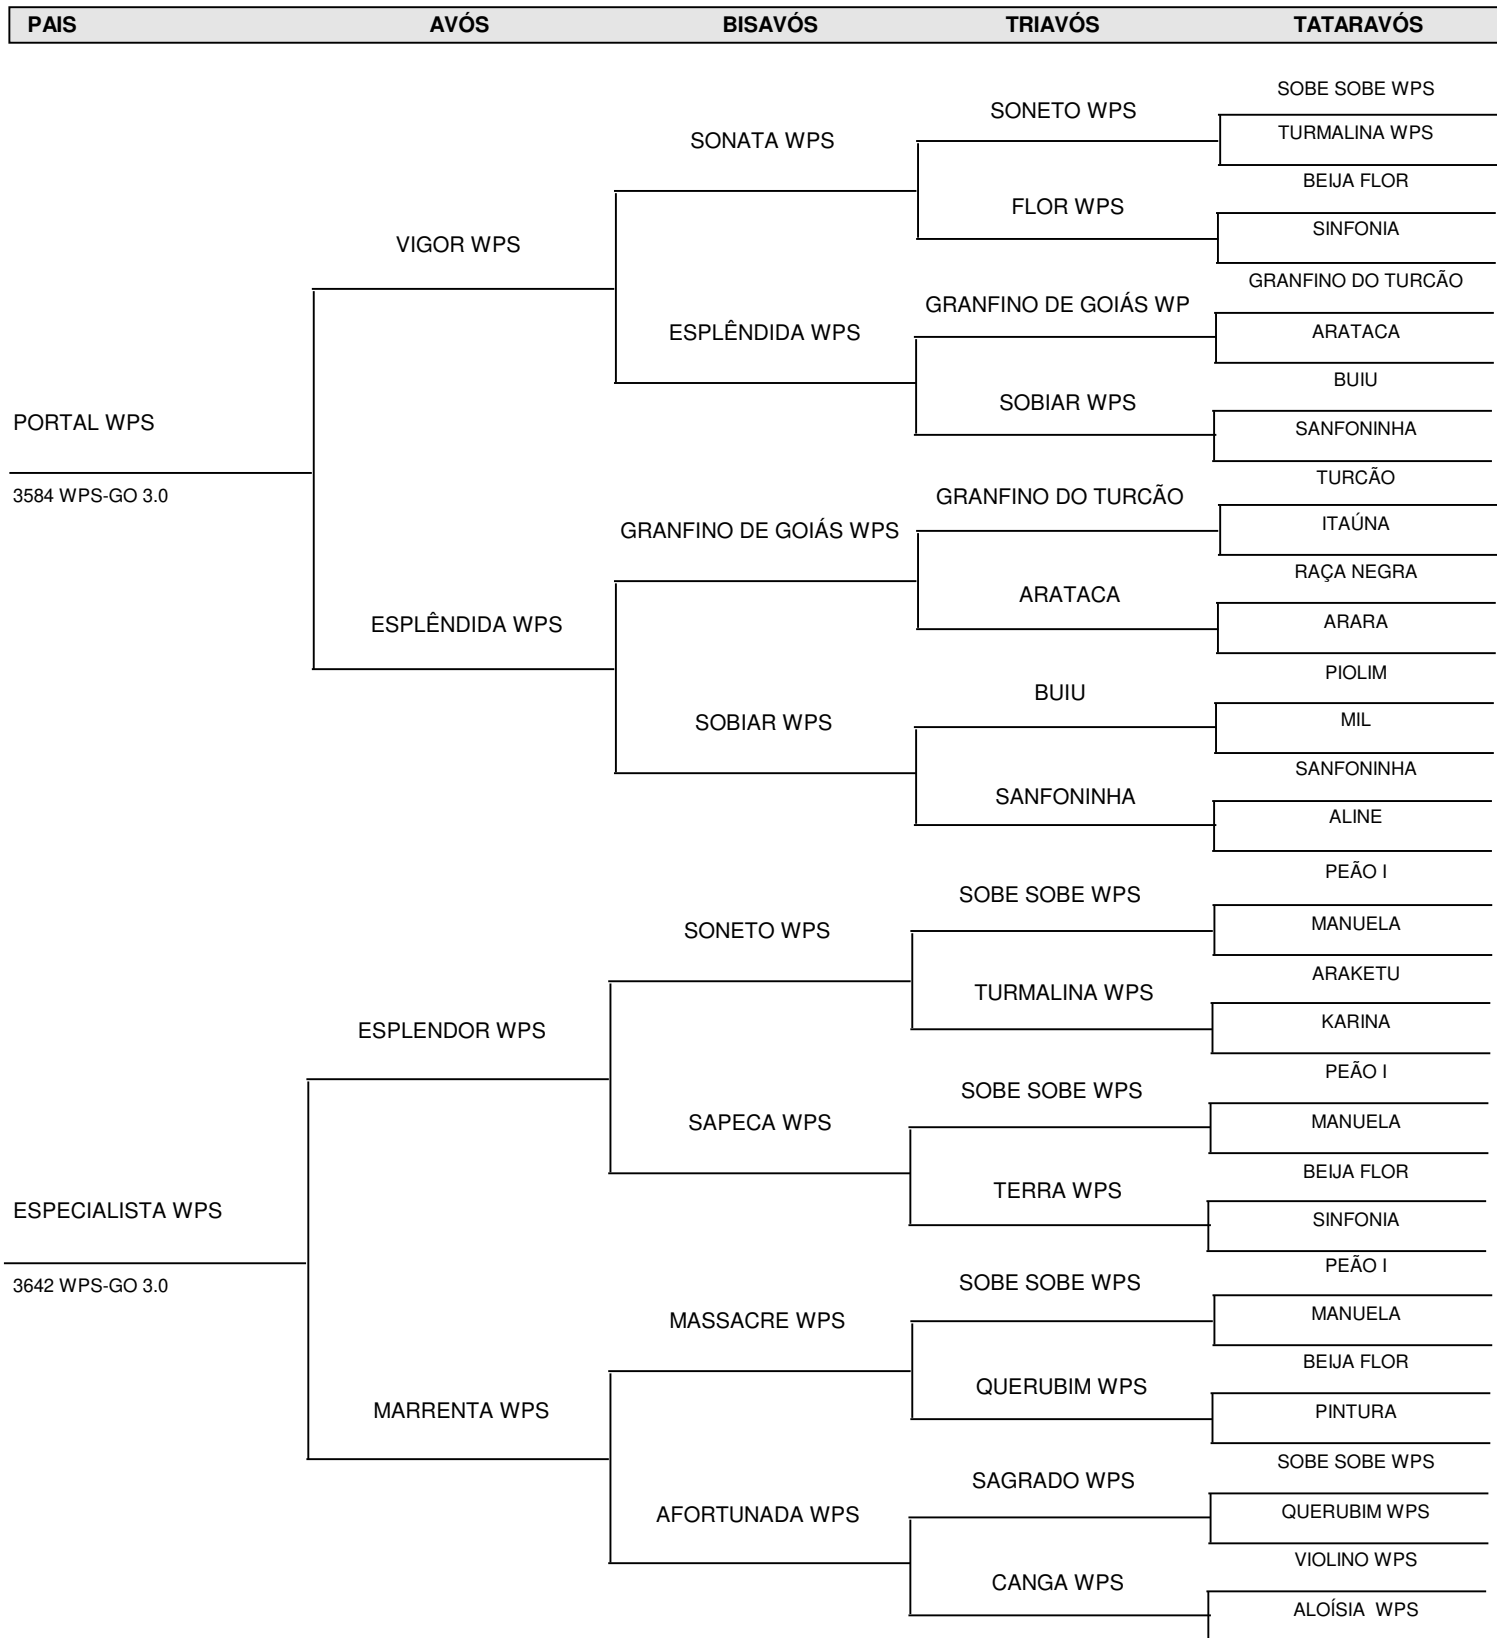 PAIS AVÓS BISAVÓS TRIAVÓS TATARAVÓS
SOBE SOBE WPS
SONETO WPS
TURMALINA WPS
SONATA WPS
BEIJA FLOR
FLOR WPS
SINFONIA
VIGOR WPS
GRANFINO DO TURCÃO
GRANFINO DE GOIÁS WP
ARATACA
ESPLÊNDIDA WPS
BUIU
SOBIAR WPS
SANFONINHA
PORTAL WPS
TURCÃO
3584 WPS-GO 3.0
GRANFINO DO TURCÃO
ITAÚNA
GRANFINO DE GOIÁS WPS
RAÇA NEGRA
ARATACA
ARARA
ESPLÊNDIDA WPS
PIOLIM
BUIU
MIL
SOBIAR WPS
SANFONINHA
SANFONINHA
ALINE
PEÃO I
SOBE SOBE WPS
MANUELA
SONETO WPS
ARAKETU
TURMALINA WPS
KARINA
ESPLENDOR WPS
PEÃO I
SOBE SOBE WPS
MANUELA
SAPECA WPS
BEIJA FLOR
TERRA WPS
SINFONIA
ESPECIALISTA WPS
PEÃO I
3642 WPS-GO 3.0
SOBE SOBE WPS
MANUELA
MASSACRE WPS
BEIJA FLOR
QUERUBIM WPS
PINTURA
MARRENTA WPS
SOBE SOBE WPS
SAGRADO WPS
QUERUBIM WPS
AFORTUNADA WPS
VIOLINO WPS
CANGA WPS
ALOÍSIA WPS